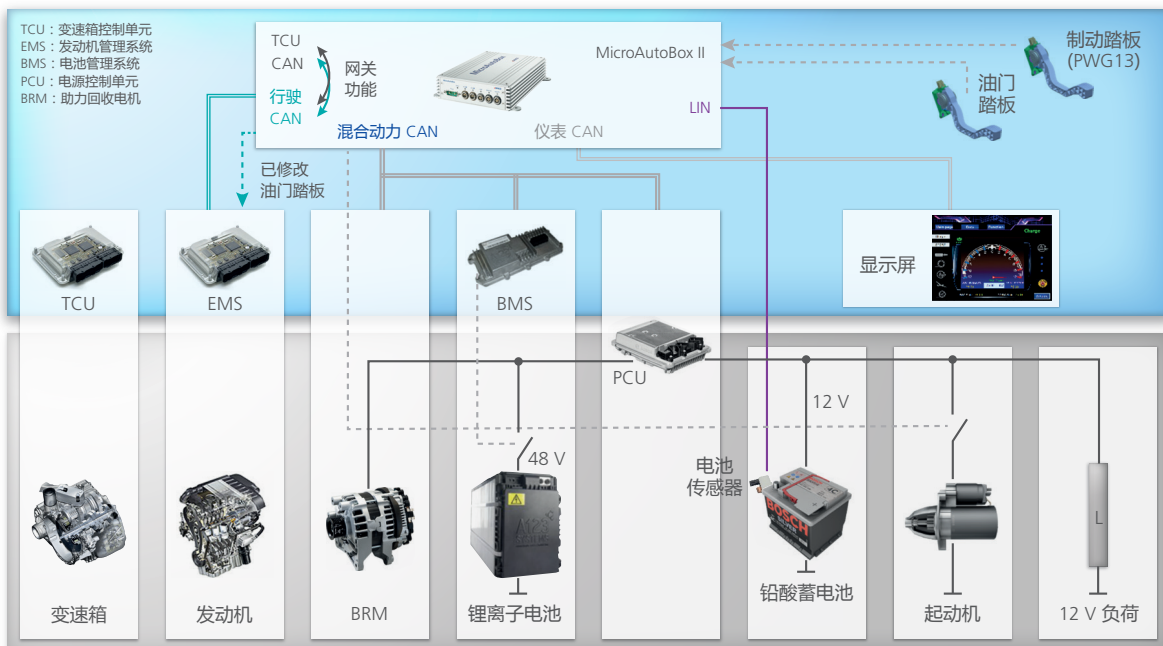 TCU：变速箱控制单元
EMS：发动机管理系统
BMS：电池管理系统
PCU：电源控制单元
BRM：助力回收电机
TCU
CAN
网关
功能
行驶
CAN
MicroAutoBox
MicroAutoBox II
LIN
混合动力 CAN
仪表 CAN
制动踏板
(PWG13)
油门
踏板
已修改
油门踏板
TCU
EMS
BMS
显示屏
Charge
PCU
12 V
48 V
电池
传感器
A123
BOSCH
SILVER
L
变速箱
发动机
BRM
锂离子电池
铅酸蓄电池
起动机
12 V 负荷